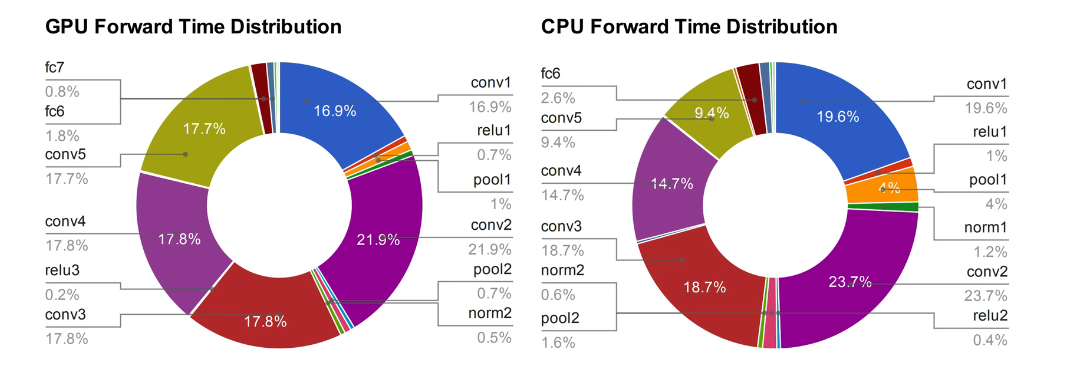 GPU Forward Time Distribution
fc7
0.8%
fc6
1.8%
conv5
17.7%
conv4
17.8%
relu3
0.2%
conv3
17.8%
16.9%
17.7%
21.9%
17.8%
17.8%
conv1
16.9%
relu1
0.7%
pool1
1%
conv2
21.9%
pool2
0.7%
norm2
0.5%
CPU Forward Time Distribution
fc6
2.6%
conv5
9.4%
conv4
14.7%
conv3
18.7%
norm2
0.6%
pool2
1.6%
19.6%
9.4%
4%
14.7%
23.7%
18.7%
conv1
19.6%
relu1
1%
pool1
4%
norm1
1.2%
conv2
23.7%
relu2
0.4%